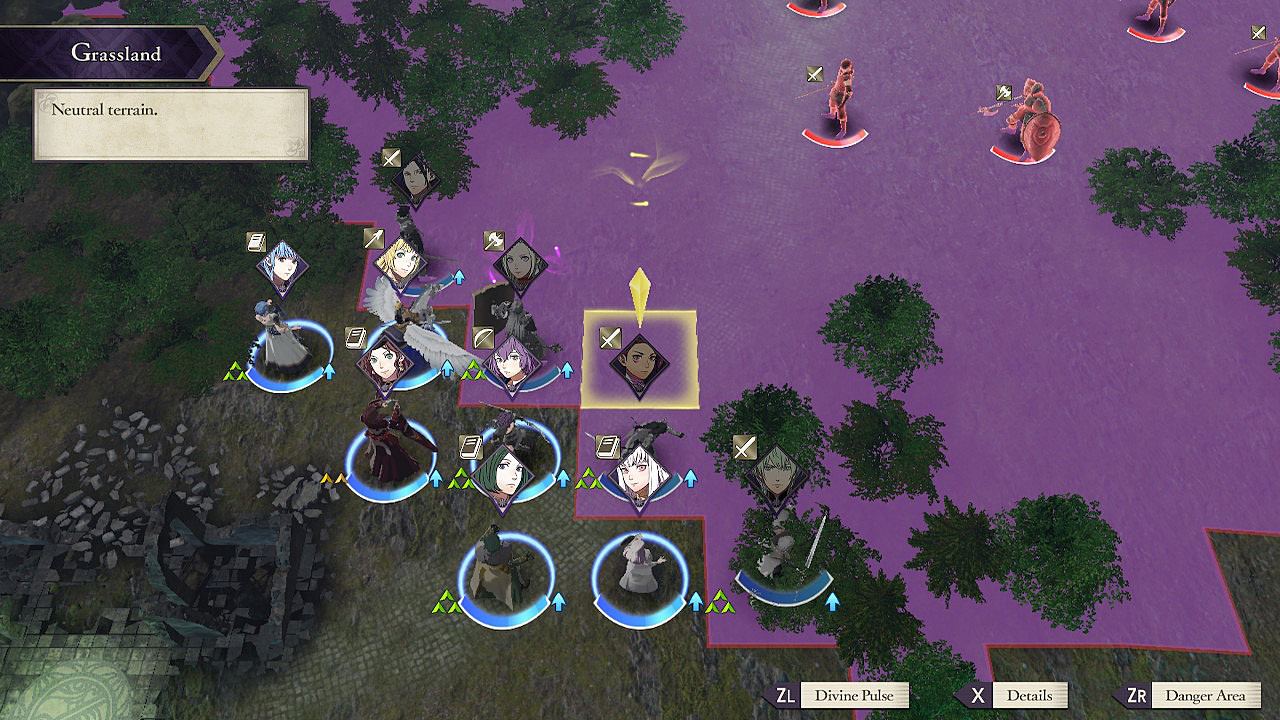 Grassland
Neutral terrain.
ZL Divine Pulse
X Details
ZR Danger Area